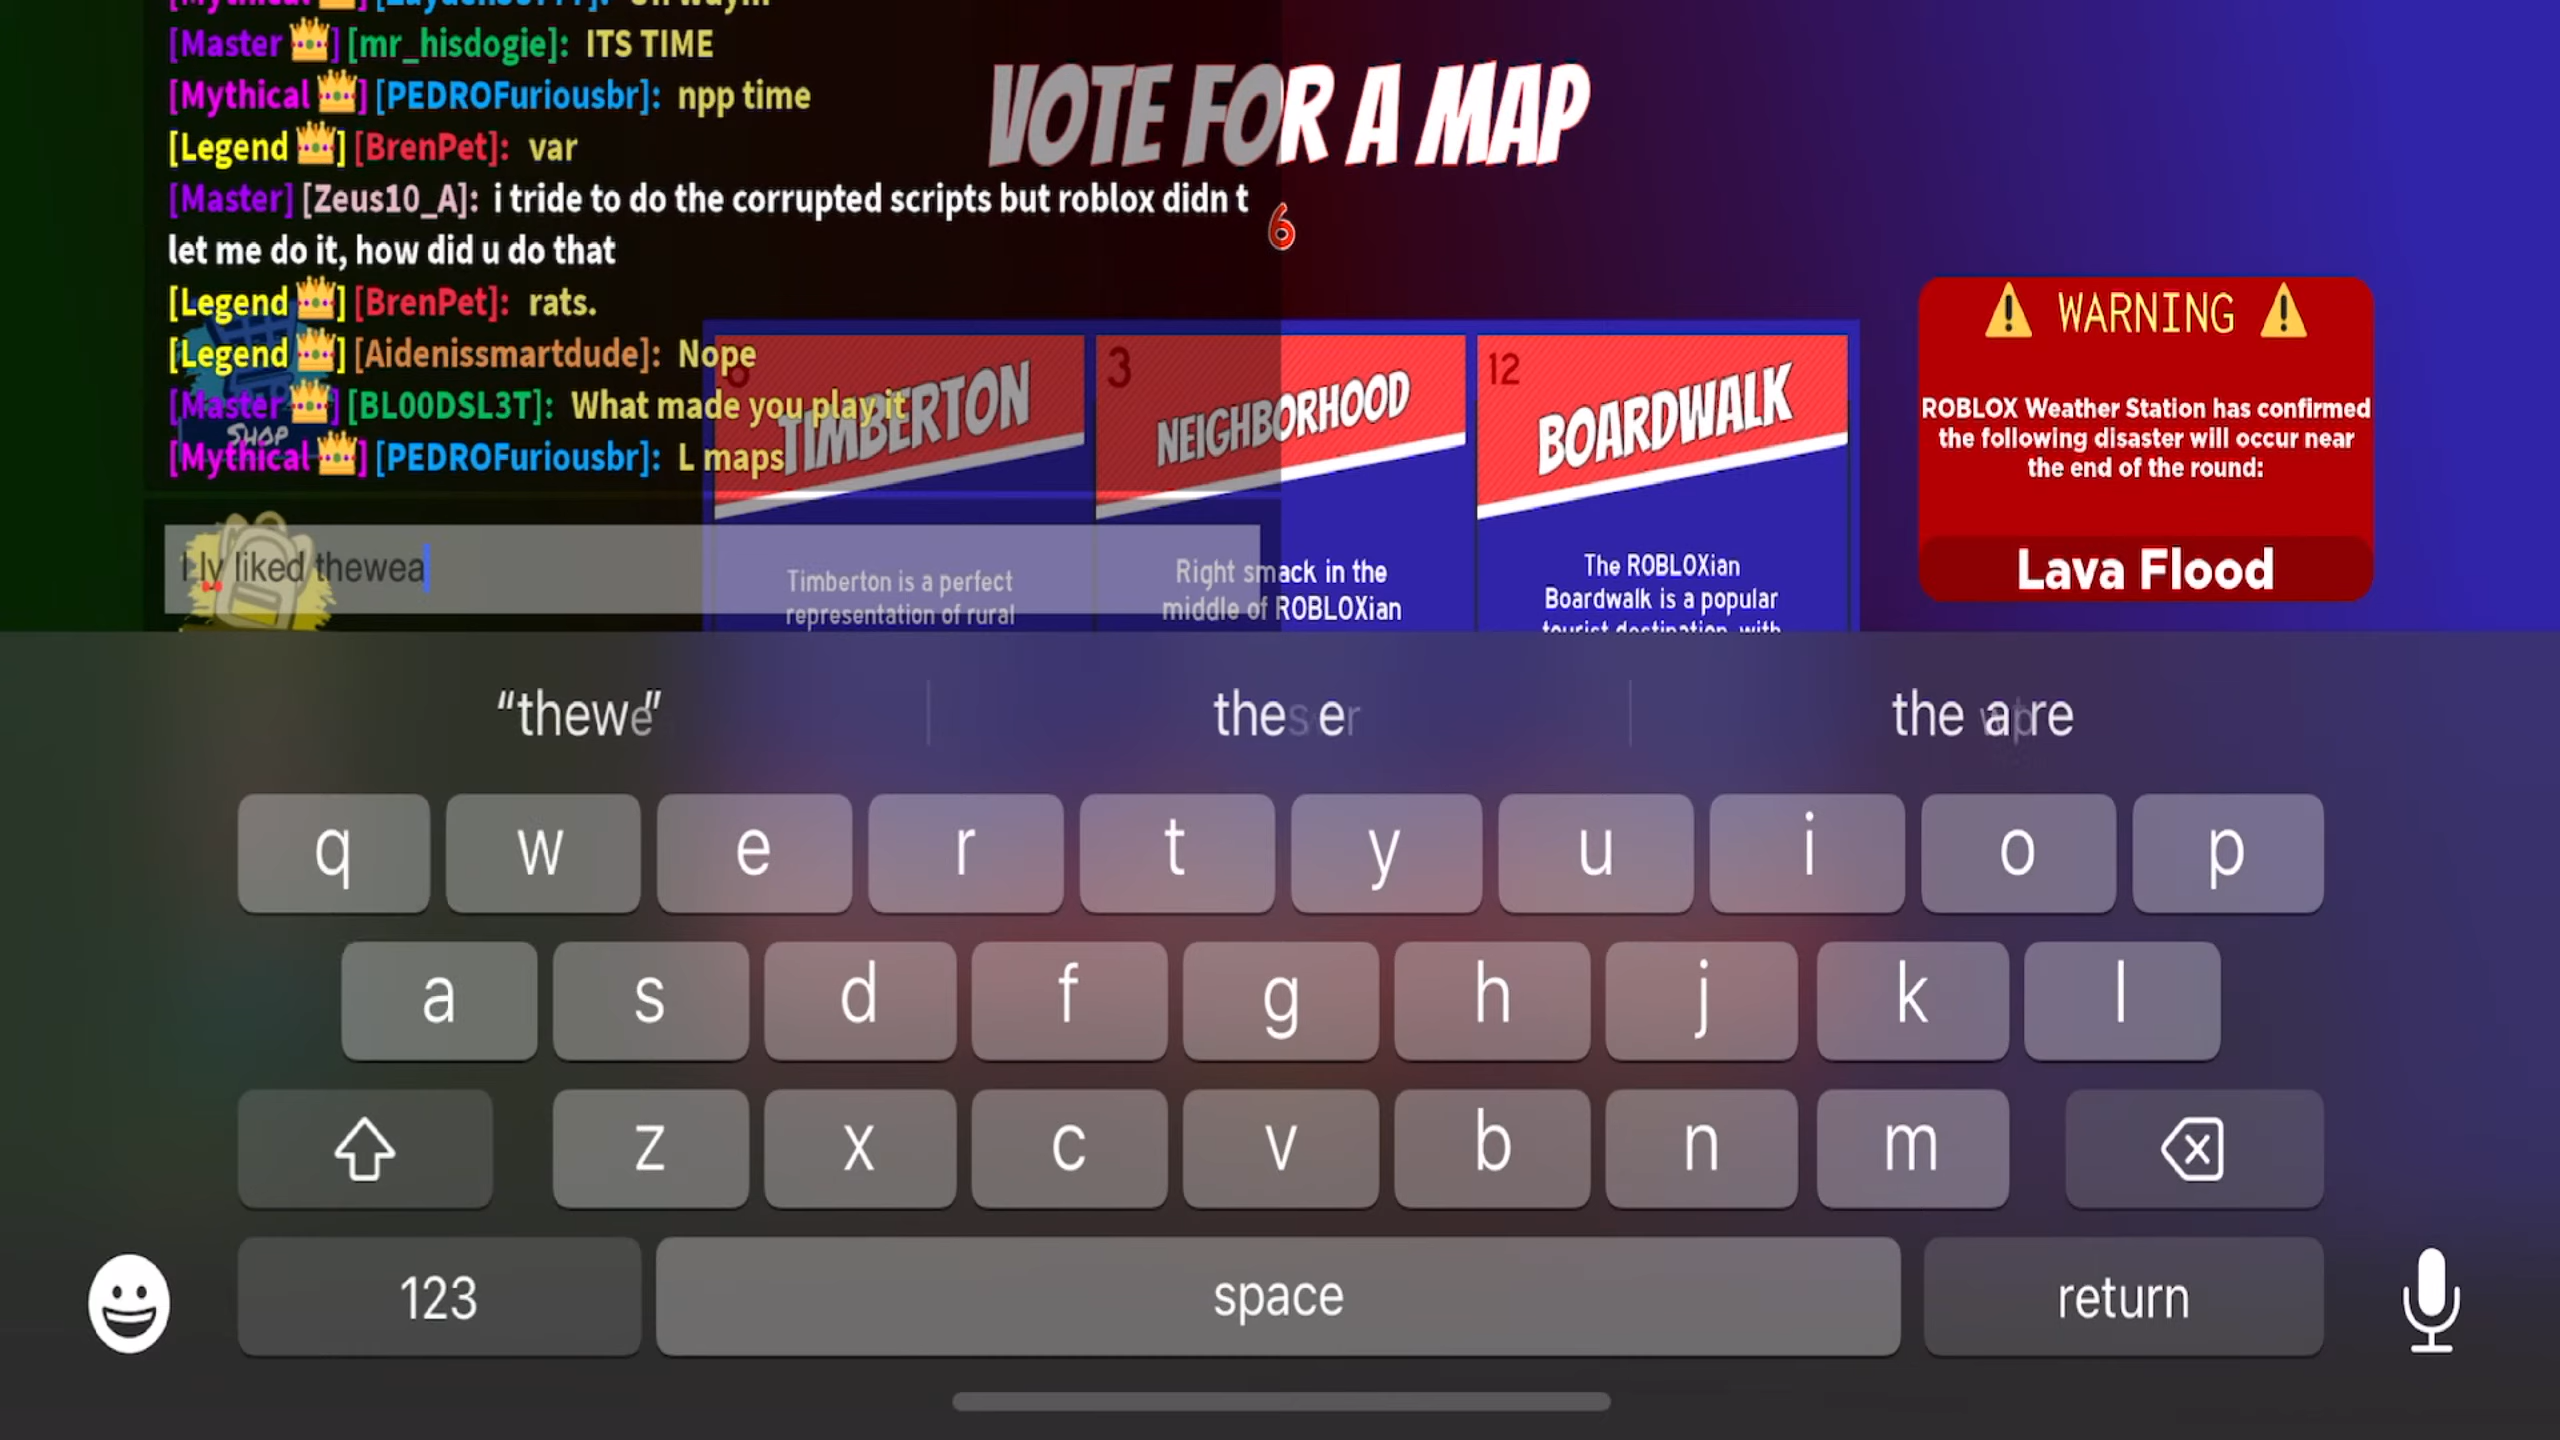 [Master 👑] [mr_hisdogie]: ITS TIME
[Mythical 👑] [PEDROFuriousbr]: npp time
[Legend 👑] [BrenPet]: var
[Master] [Zeus10_A]: i tride to do the corrupted scripts but roblox didn t
let me do it, how did u do that
[Legend 👑] [BrenPet]: rats.
[Legend 👑] [Aidenissmartdude]: Nope
[Master 👑] [BL00DSL3T]: What made you play it
[Mythical 👑] [PEDROFuriousbr]: L maps
SHOP
I ly liked thewea
VOTE FOR A MAP
6
TIMBERTON
Timberton is a perfect
representation of rural
3
NEIGHBORHOOD
Right smack in the
middle of ROBLOXian
12
BOARDWALK
The ROBLOXian
Boardwalk is a popular
tourist destination, with
⚠ WARNING ⚠
ROBLOX Weather Station has confirmed
the following disaster will occur near
the end of the round:
Lava Flood
“thewe”
q w e r t y u i o p
a s d f g h j k l
z x c v b n m
123 space return